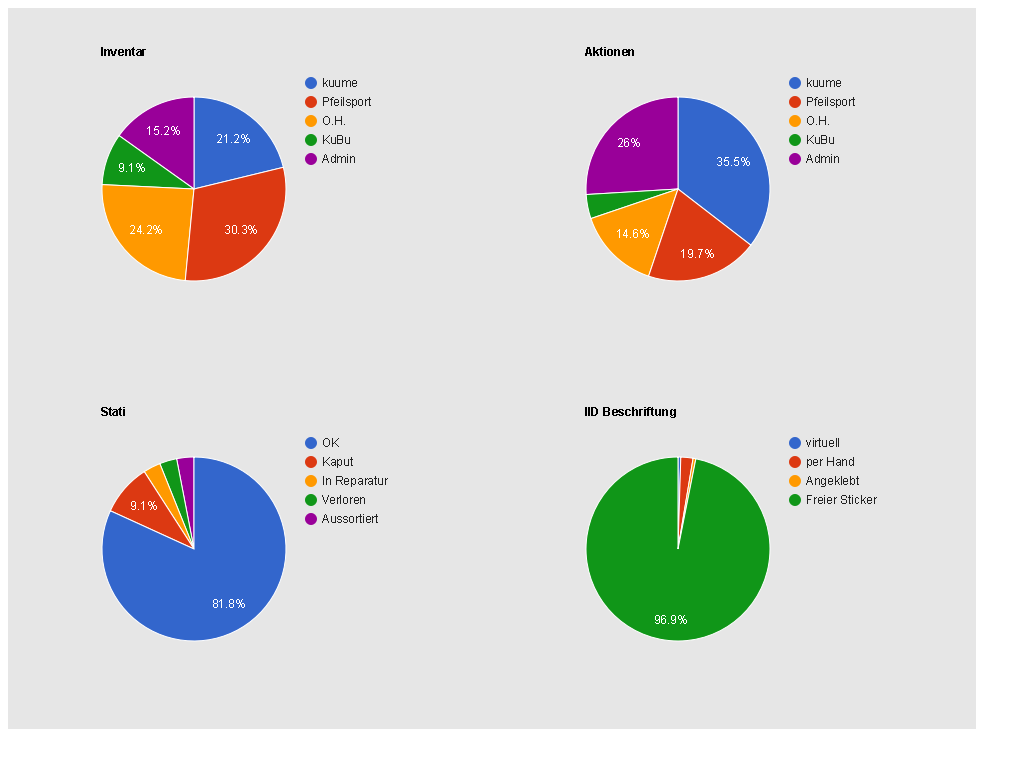 Inventar
kuume
Pfeilsport
O.H.
KuBu
Admin
21.2%
30.3%
24.2%
9.1%
15.2%
Aktionen
kuume
Pfeilsport
O.H.
KuBu
Admin
35.5%
19.7%
14.6%
26%
Stati
OK
Kaput
In Reparatur
Verloren
Aussortiert
9.1%
81.8%
IID Beschriftung
virtuell
per Hand
Angeklebt
Freier Sticker
96.9%